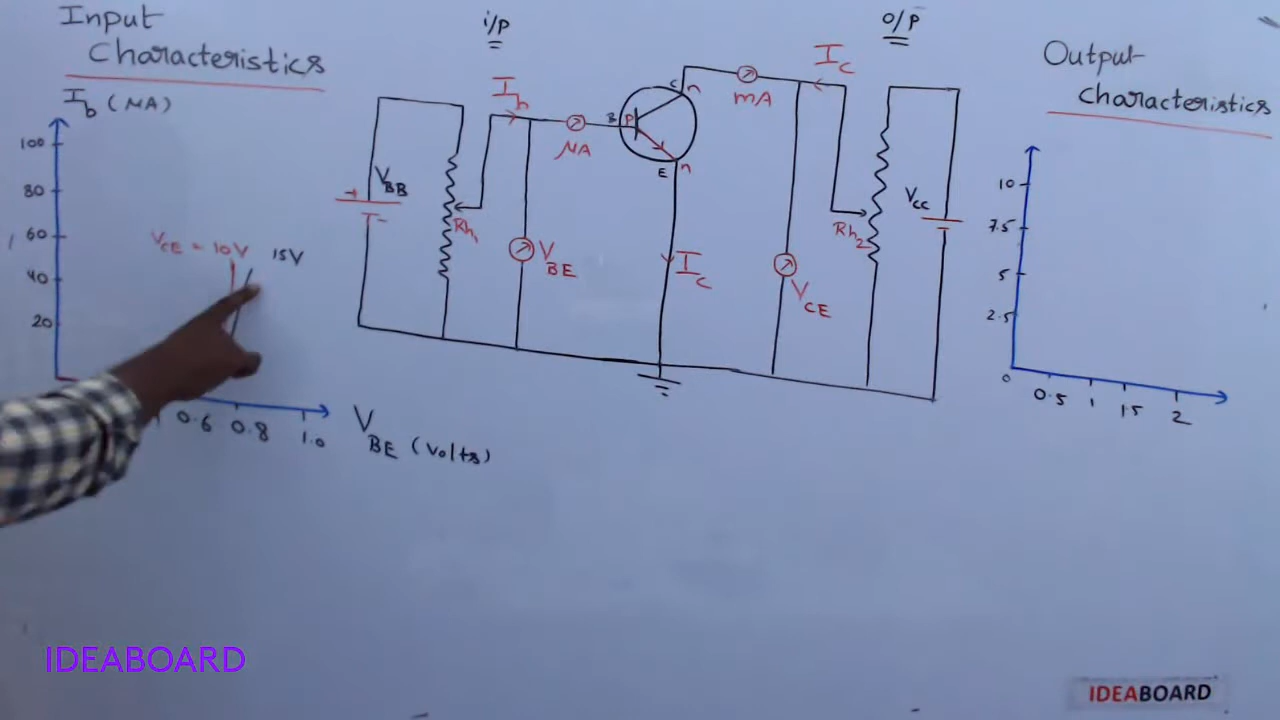 Input
Characteristics
I b (μA)
100
80
60
40
20
VCE = 10V 15V
0.6 0.8 1.0
VBE (Volts)
i/P
O/P
VBB
+
-
Rh1
Ib
μA
VBE
B
P
C
n
E
n
mA
Ic
Ic
VCE
Rh2
Vcc
Output
Characteristics
10
7.5
5
2.5
0
0.5 1 1.5 2
IDEABOARD
IDEABOARD